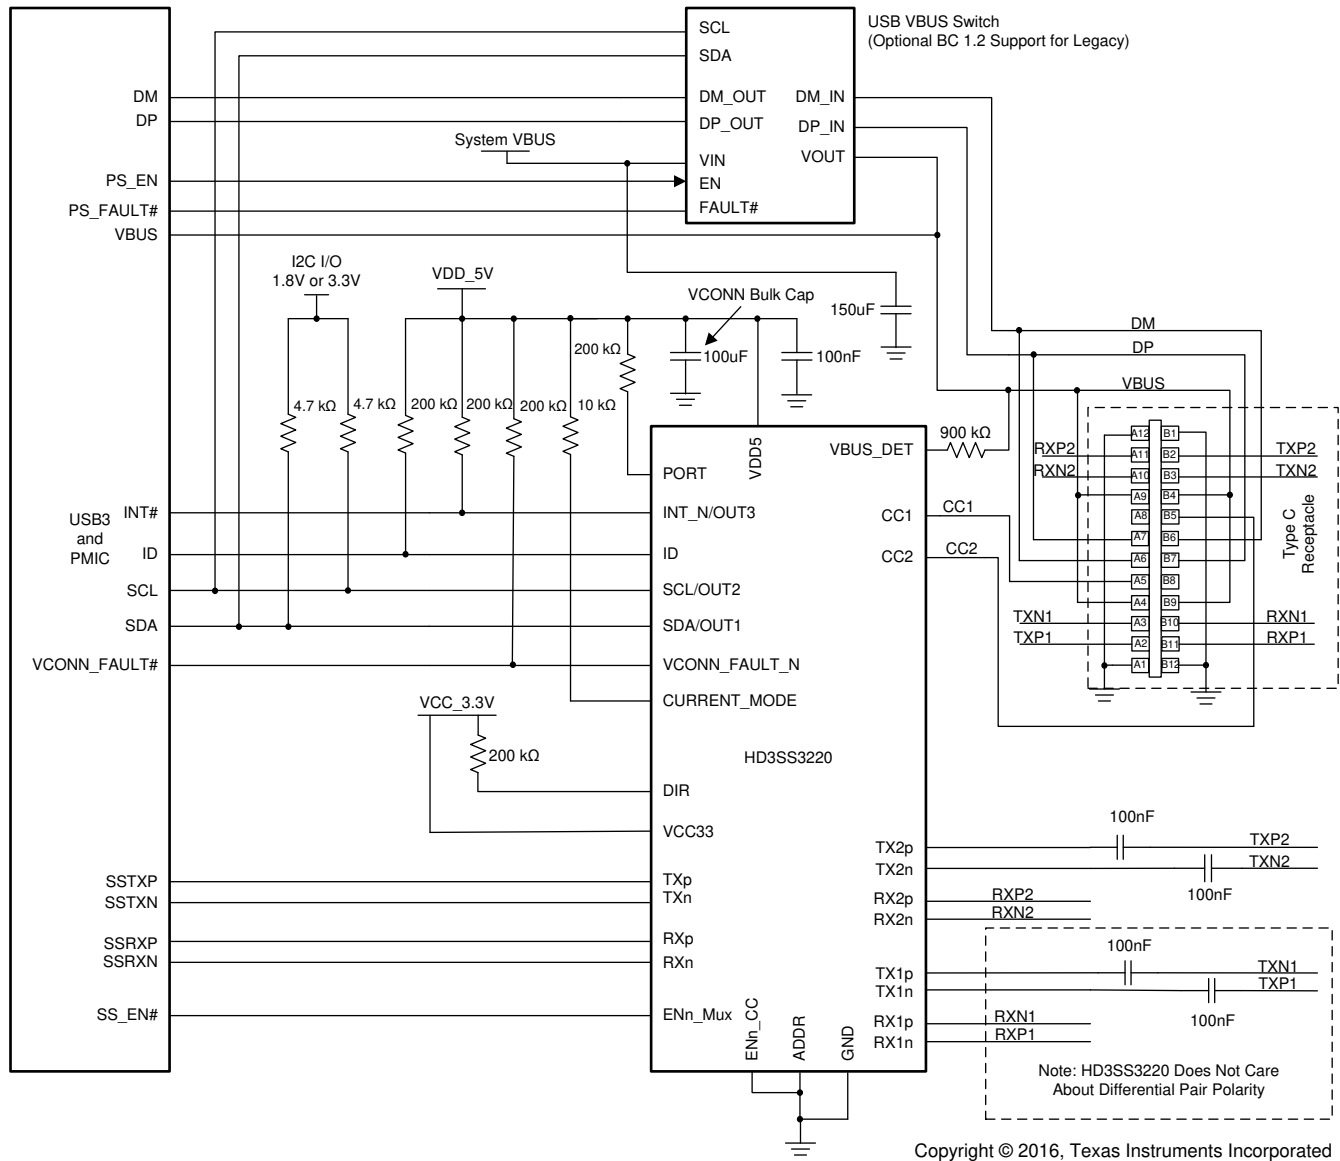 USB VBUS Switch
(Optional BC 1.2 Support for Legacy)
SCL
SDA
DM
DM_OUT
DM_IN
DP
DP_OUT
DP_IN
System VBUS
VIN
VOUT
PS_EN
EN
PS_FAULT#
FAULT#
VBUS
I2C I/O
1.8V or 3.3V
VDD_5V
VCONN Bulk Cap
150uF
100uF
100nF
200 kΩ
4.7 kΩ
4.7 kΩ
200 kΩ
200 kΩ
200 kΩ
10 kΩ
DM
DP
VBUS
900 kΩ
VDD5
VBUS_DET
PORT
USB3
and
PMIC
INT#
INT_N/OUT3
CC1
CC1
ID
ID
CC2
CC2
SCL
SCL/OUT2
SDA
SDA/OUT1
VCONN_FAULT#
VCONN_FAULT_N
CURRENT_MODE
VCC_3.3V
200 kΩ
HD3SS3220
DIR
VCC33
A12
B1
RXP2
A11
B2
TXP2
RXN2
A10
B3
TXN2
A9
B4
A8
B5
A7
B6
A6
B7
A5
B8
A4
B9
TXN1
A3
B10
RXN1
TXP1
A2
B11
RXP1
A1
B12
Type C
Receptacle
100nF
TX2p
TXP2
TX2n
TXN2
100nF
SSTXP
TXp
SSTXN
TXn
RX2p
RXP2
RX2n
RXN2
SSRXP
RXp
SSRXN
RXn
100nF
TX1p
TXN1
TX1n
TXP1
100nF
SS_EN#
ENn_Mux
RX1p
RXN1
RX1n
RXP1
ENn_CC
ADDR
GND
Note: HD3SS3220 Does Not Care
About Differential Pair Polarity
Copyright © 2016, Texas Instruments Incorporated